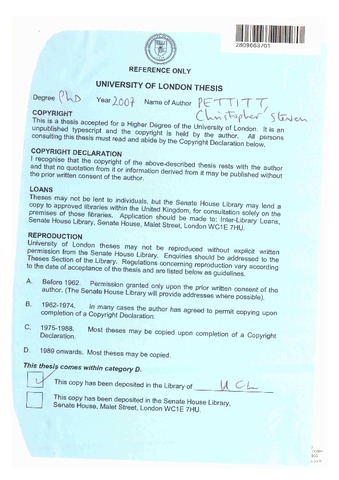 2809663701
REFERENCE ONLY
UNIVERSITY OF LONDON THESIS
Degree PhD Year 2007 Name of Author PETTITT,
Christopher Steven
COPYRIGHT
This is a thesis accepted for a Higher Degree of the University of London. It is an
unpublished typescript and the copyright is held by the author. All persons
consulting this thesis must read and abide by the Copyright Declaration below.
COPYRIGHT DECLARATION
I recognise that the copyright of the above-described thesis rests with the author
and that no quotation from it or information derived from it may be published without
the prior written consent of the author.
LOANS
Theses may not be lent to individuals, but the Senate House Library may lend a
copy to approved libraries within the United Kingdom, for consultation solely on the
premises of those libraries. Application should be made to: Inter-Library Loans,
Senate House Library, Senate House, Malet Street, London WC1E 7HU.
REPRODUCTION
University of London theses may not be reproduced without explicit written
permission from the Senate House Library. Enquiries should be addressed to the
Theses Section of the Library. Regulations concerning reproduction vary according
to the date of acceptance of the thesis and are listed below as guidelines.
A. Before 1962. Permission granted only upon the prior written consent of the
author. (The Senate House Library will provide addresses where possible).
B. 1962-1974. In many cases the author has agreed to permit copying upon
completion of a Copyright Declaration.
C. 1975-1988. Most theses may be copied upon completion of a Copyright
Declaration.
D. 1989 onwards. Most theses may be copied.
This thesis comes within category D.
This copy has been deposited in the Library of UCL
This copy has been deposited in the Senate House Library,
Senate House, Malet Street, London WC1E 7HU.